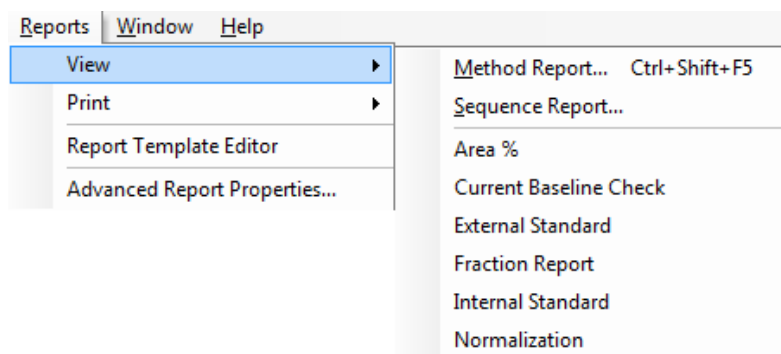 Reports Window Help
View
Print
Report Template Editor
Advanced Report Properties...
Method Report... Ctrl+Shift+F5
Sequence Report...
Area %
Current Baseline Check
External Standard
Fraction Report
Internal Standard
Normalization